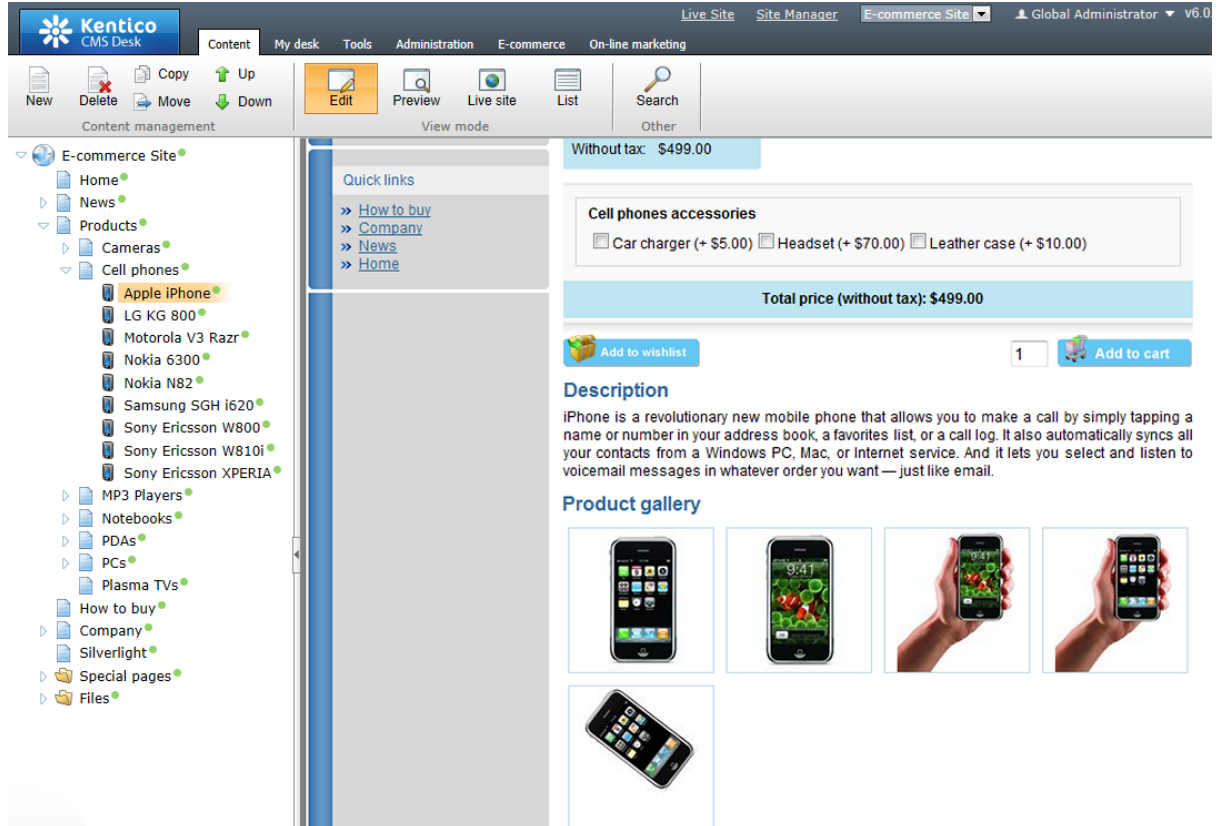 Kentico
CMS Desk
Live Site Site Manager E-commerce Site Global Administrator v6.0
Content My desk Tools Administration E-commerce On-line marketing
New Delete Copy Move Up Down
Content management
Edit Preview Live site List
View mode
Search
Other
E-commerce Site
Home
News
Products
Cameras
Cell phones
Apple iPhone
LG KG 800
Motorola V3 Razr
Nokia 6300
Nokia N82
Samsung SGH i620
Sony Ericsson W800
Sony Ericsson W810i
Sony Ericsson XPERIA
MP3 Players
Notebooks
PDAs
PCs
Plasma TVs
How to buy
Company
Silverlight
Special pages
Files
Quick links
» How to buy
» Company
» News
» Home
Without tax: $499.00
Cell phones accessories
Car charger (+ $5.00) Headset (+ $70.00) Leather case (+ $10.00)
Total price (without tax): $499.00
Add to wishlist 1 Add to cart
Description
iPhone is a revolutionary new mobile phone that allows you to make a call by simply tapping a
name or number in your address book, a favorites list, or a call log. It also automatically syncs all
your contacts from a Windows PC, Mac, or Internet service. And it lets you select and listen to
voicemail messages in whatever order you want — just like email.
Product gallery
9:41
9:41